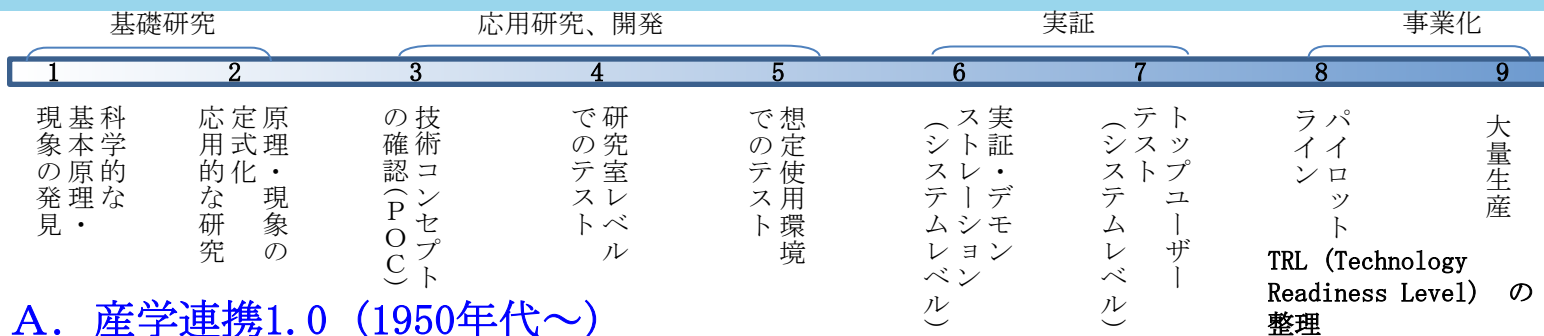 基礎研究
応用研究、開発
実証
事業化
1
2
3
4
5
6
7
8
9
科学的な
基本原理・
現象の発見
原理・現象の
定式化
応用的な研究
技術コンセプト
の確認(POC)
研究室レベル
でのテスト
想定使用環境
でのテスト
実証・デモン
ストレーション
(システムレベル)
トップユーザー
テスト
(システムレベル)
パイロット
ライン
大量生産
TRL (Technology
Readiness Level) の
整理
A. 産学連携1.0 (1950年代～)